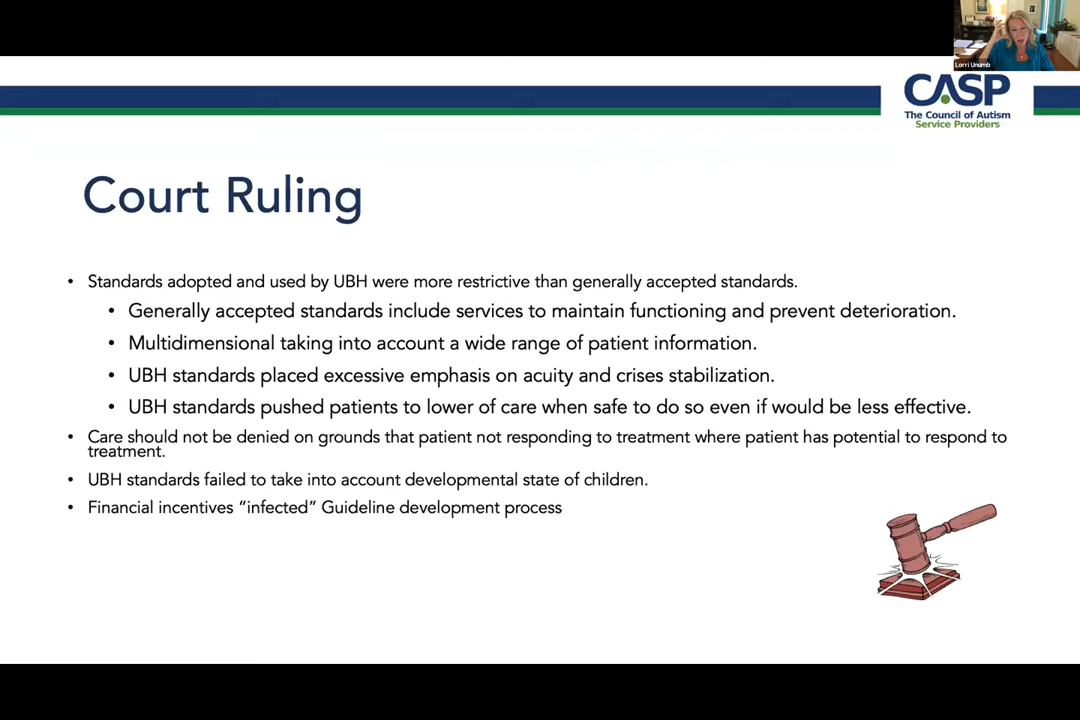 Lorri Unumb
CASP
The Council of Autism
Service Providers
Court Ruling
• Standards adopted and used by UBH were more restrictive than generally accepted standards.
• Generally accepted standards include services to maintain functioning and prevent deterioration.
• Multidimensional taking into account a wide range of patient information.
• UBH standards placed excessive emphasis on acuity and crises stabilization.
• UBH standards pushed patients to lower of care when safe to do so even if would be less effective.
• Care should not be denied on grounds that patient not responding to treatment where patient has potential to respond to
treatment.
• UBH standards failed to take into account developmental state of children.
• Financial incentives “infected” Guideline development process